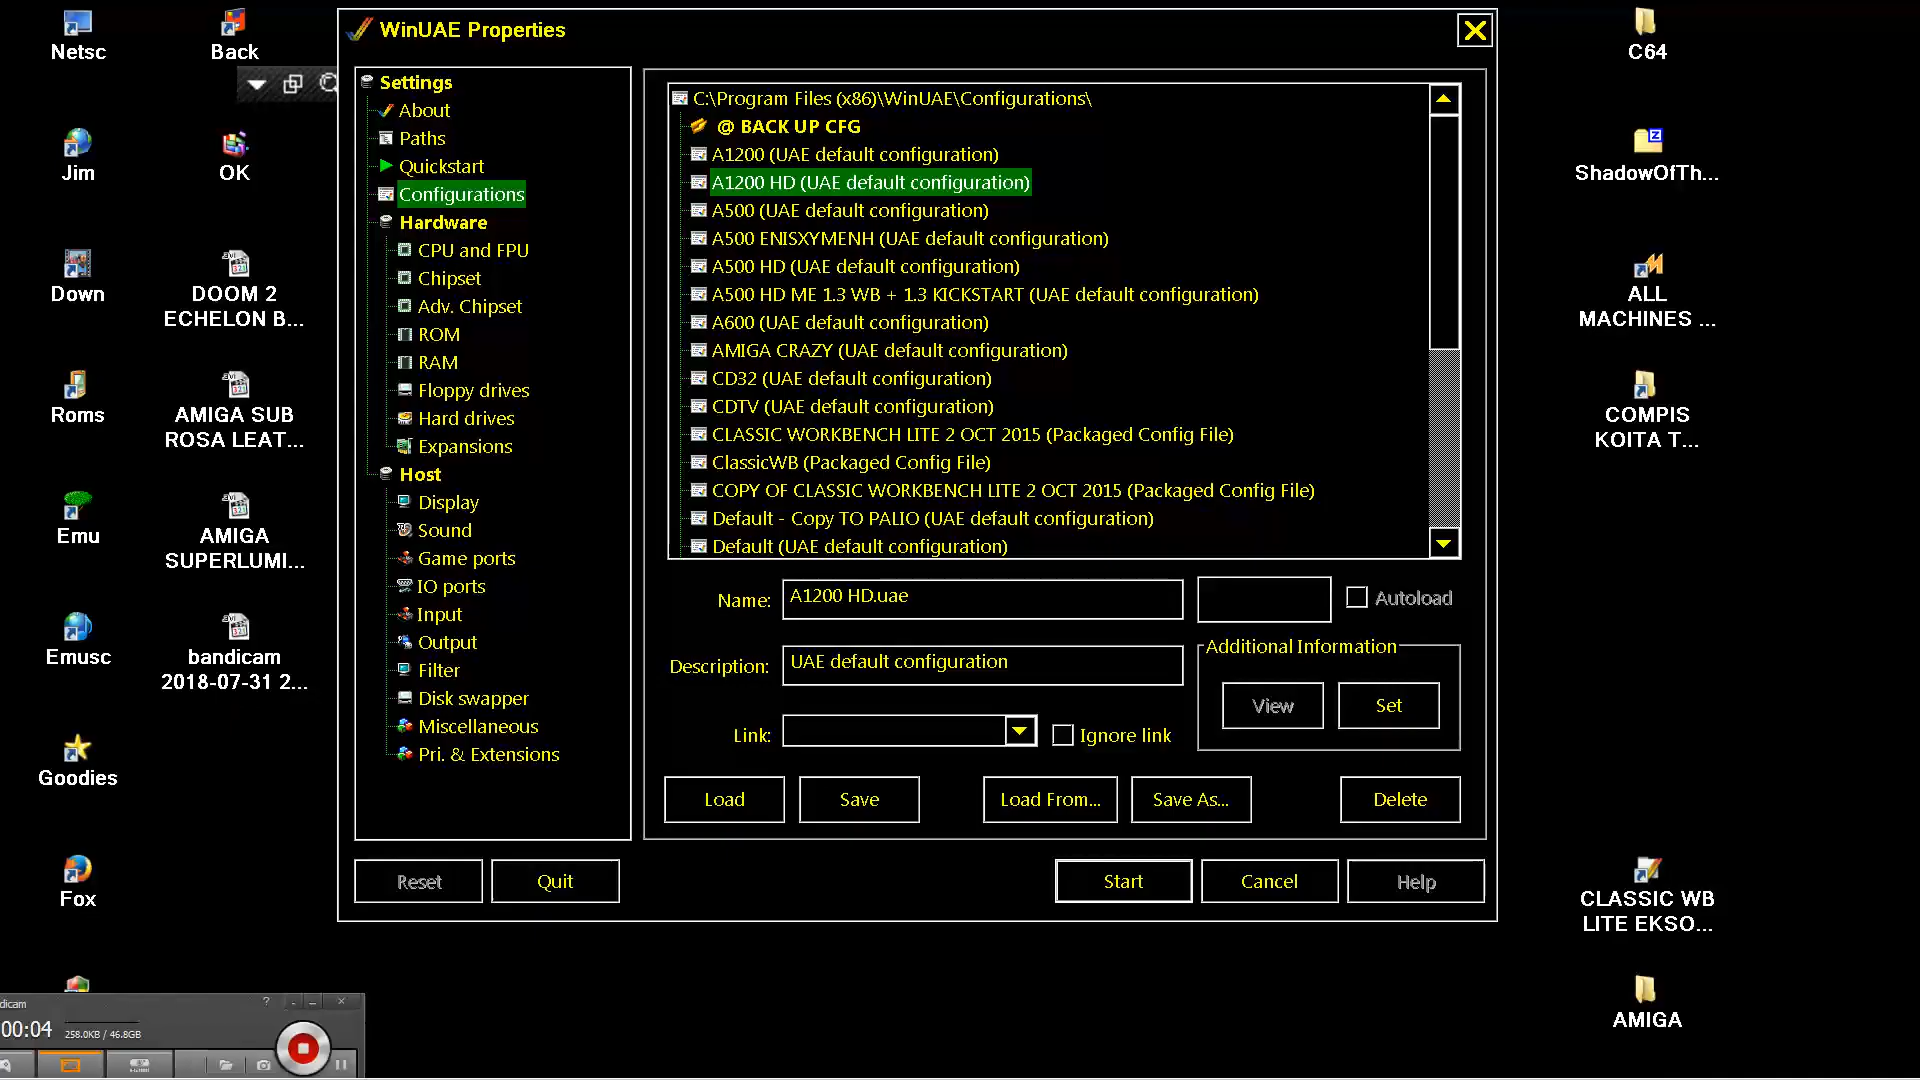 Netsc
Back
Jim
OK
Down
DOOM 2
ECHELON B...
Roms
AMIGA SUB
ROSA LEAT...
Emu
AMIGA
SUPERLUMI...
Emusc
bandicam
2018-07-31 2...
Goodies
Fox
WinUAE Properties
Settings
About
Paths
Quickstart
Configurations
Hardware
CPU and FPU
Chipset
Adv. Chipset
ROM
RAM
Floppy drives
Hard drives
Expansions
Host
Display
Sound
Game ports
IO ports
Input
Output
Filter
Disk swapper
Miscellaneous
Pri. & Extensions
C:\Program Files (x86)\WinUAE\Configurations\
@ BACK UP CFG
A1200 (UAE default configuration)
A1200 HD (UAE default configuration)
A500 (UAE default configuration)
A500 ENISXYMENH (UAE default configuration)
A500 HD (UAE default configuration)
A500 HD ME 1.3 WB + 1.3 KICKSTART (UAE default configuration)
A600 (UAE default configuration)
AMIGA CRAZY (UAE default configuration)
CD32 (UAE default configuration)
CDTV (UAE default configuration)
CLASSIC WORKBENCH LITE 2 OCT 2015 (Packaged Config File)
ClassicWB (Packaged Config File)
COPY OF CLASSIC WORKBENCH LITE 2 OCT 2015 (Packaged Config File)
Default - Copy TO PALIO (UAE default configuration)
Default (UAE default configuration)
Name: A1200 HD.uae
Autoload
Description: UAE default configuration
Additional Information
View Set
Link:
Ignore link
Load Save Load From... Save As... Delete
Reset Quit Start Cancel Help
C64
ShadowOfTh...
ALL
MACHINES ...
COMPIS
KOITA T...
CLASSIC WB
LITE EKSO...
AMIGA
dicam
00:04
258.0KB / 46.8GB